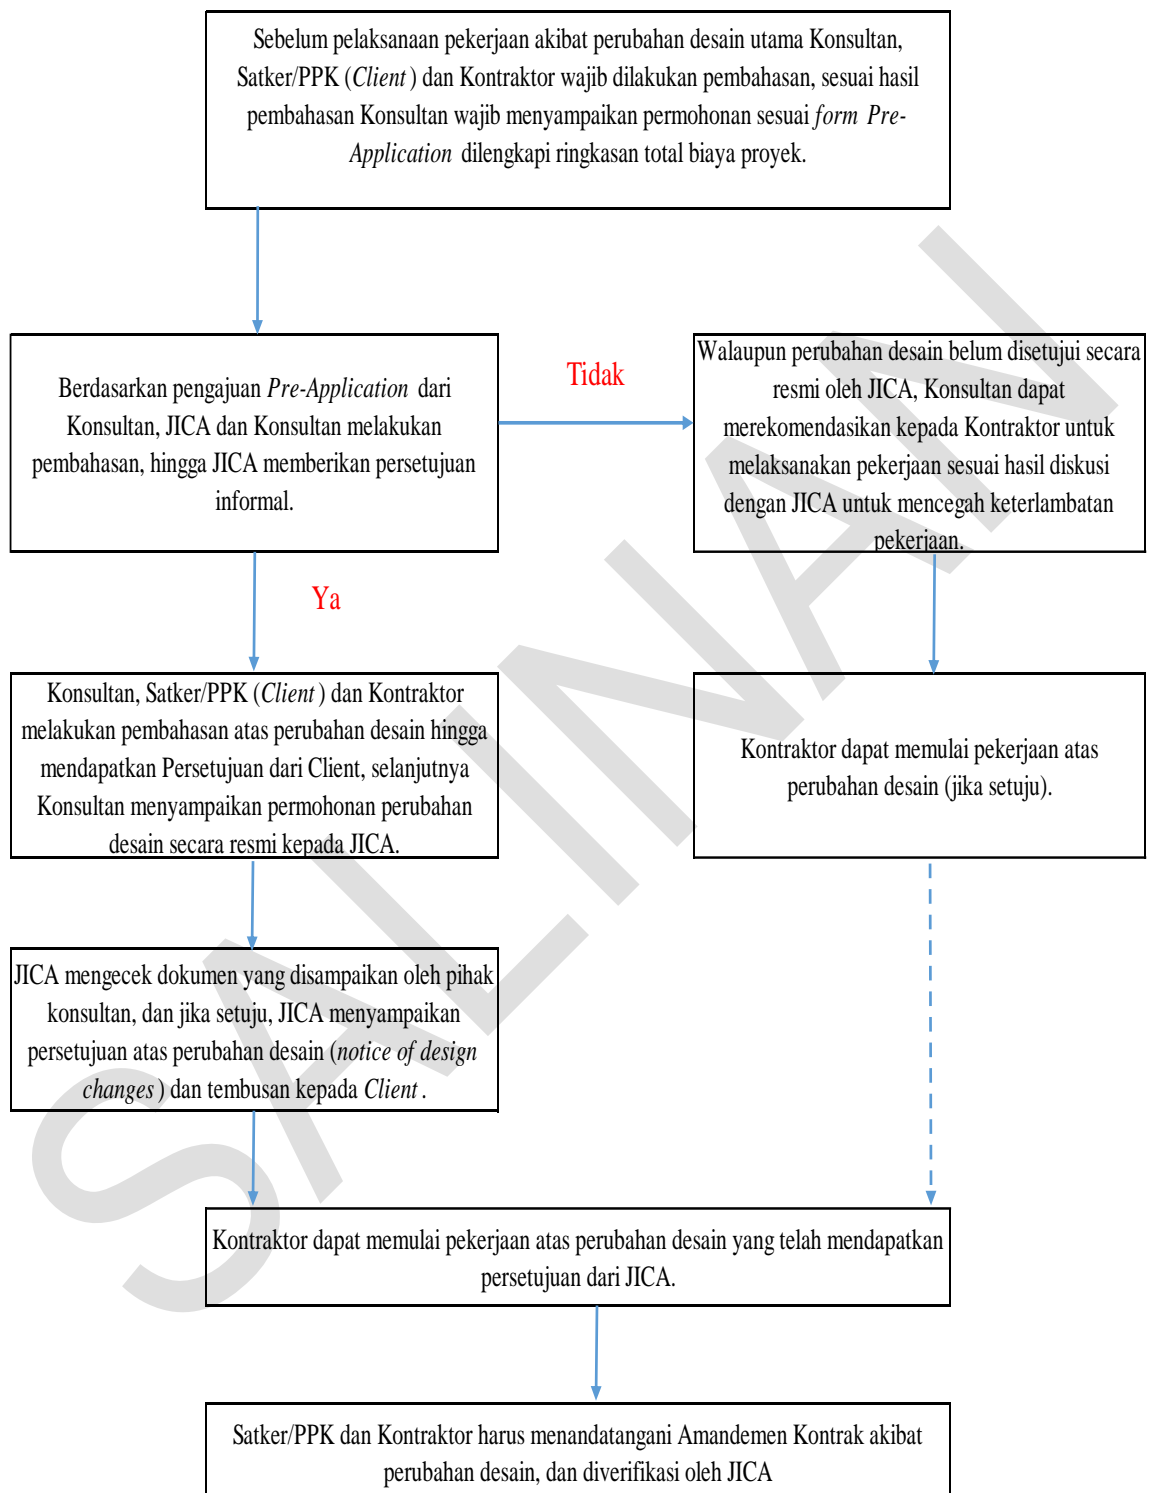 Sebelum pelaksanaan pekerjaan akibat perubahan desain utama Konsultan,
Satker/PPK (Client) dan Kontraktor wajib dilakukan pembahasan, sesuai hasil
pembahasan Konsultan wajib menyampaikan permohonan sesuai form Pre-
Application dilengkapi ringkasan total biaya proyek.
Berdasarkan pengajuan Pre-Application dari
Konsultan, JICA dan Konsultan melakukan
pembahasan, hingga JICA memberikan persetujuan
informal.
Tidak
Walaupun perubahan desain belum disetujui secara
resmi oleh JICA, Konsultan dapat
merekomendasikan kepada Kontraktor untuk
melaksanakan pekerjaan sesuai hasil diskusi
dengan JICA untuk mencegah keterlambatan
pekerjaan.
Ya
Konsultan, Satker/PPK (Client) dan Kontraktor
melakukan pembahasan atas perubahan desain hingga
mendapatkan Persetujuan dari Client, selanjutnya
Konsultan menyampaikan permohonan perubahan
desain secara resmi kepada JICA.
Kontraktor dapat memulai pekerjaan atas
perubahan desain (jika setuju).
JICA mengecek dokumen yang disampaikan oleh pihak
konsultan, dan jika setuju, JICA menyampaikan
persetujuan atas perubahan desain (notice of design
changes) dan tembusan kepada Client.
Kontraktor dapat memulai pekerjaan atas perubahan desain yang telah mendapatkan
persetujuan dari JICA.
Satker/PPK dan Kontraktor harus menandatangani Amandemen Kontrak akibat
perubahan desain, dan diverifikasi oleh JICA
SALINAN